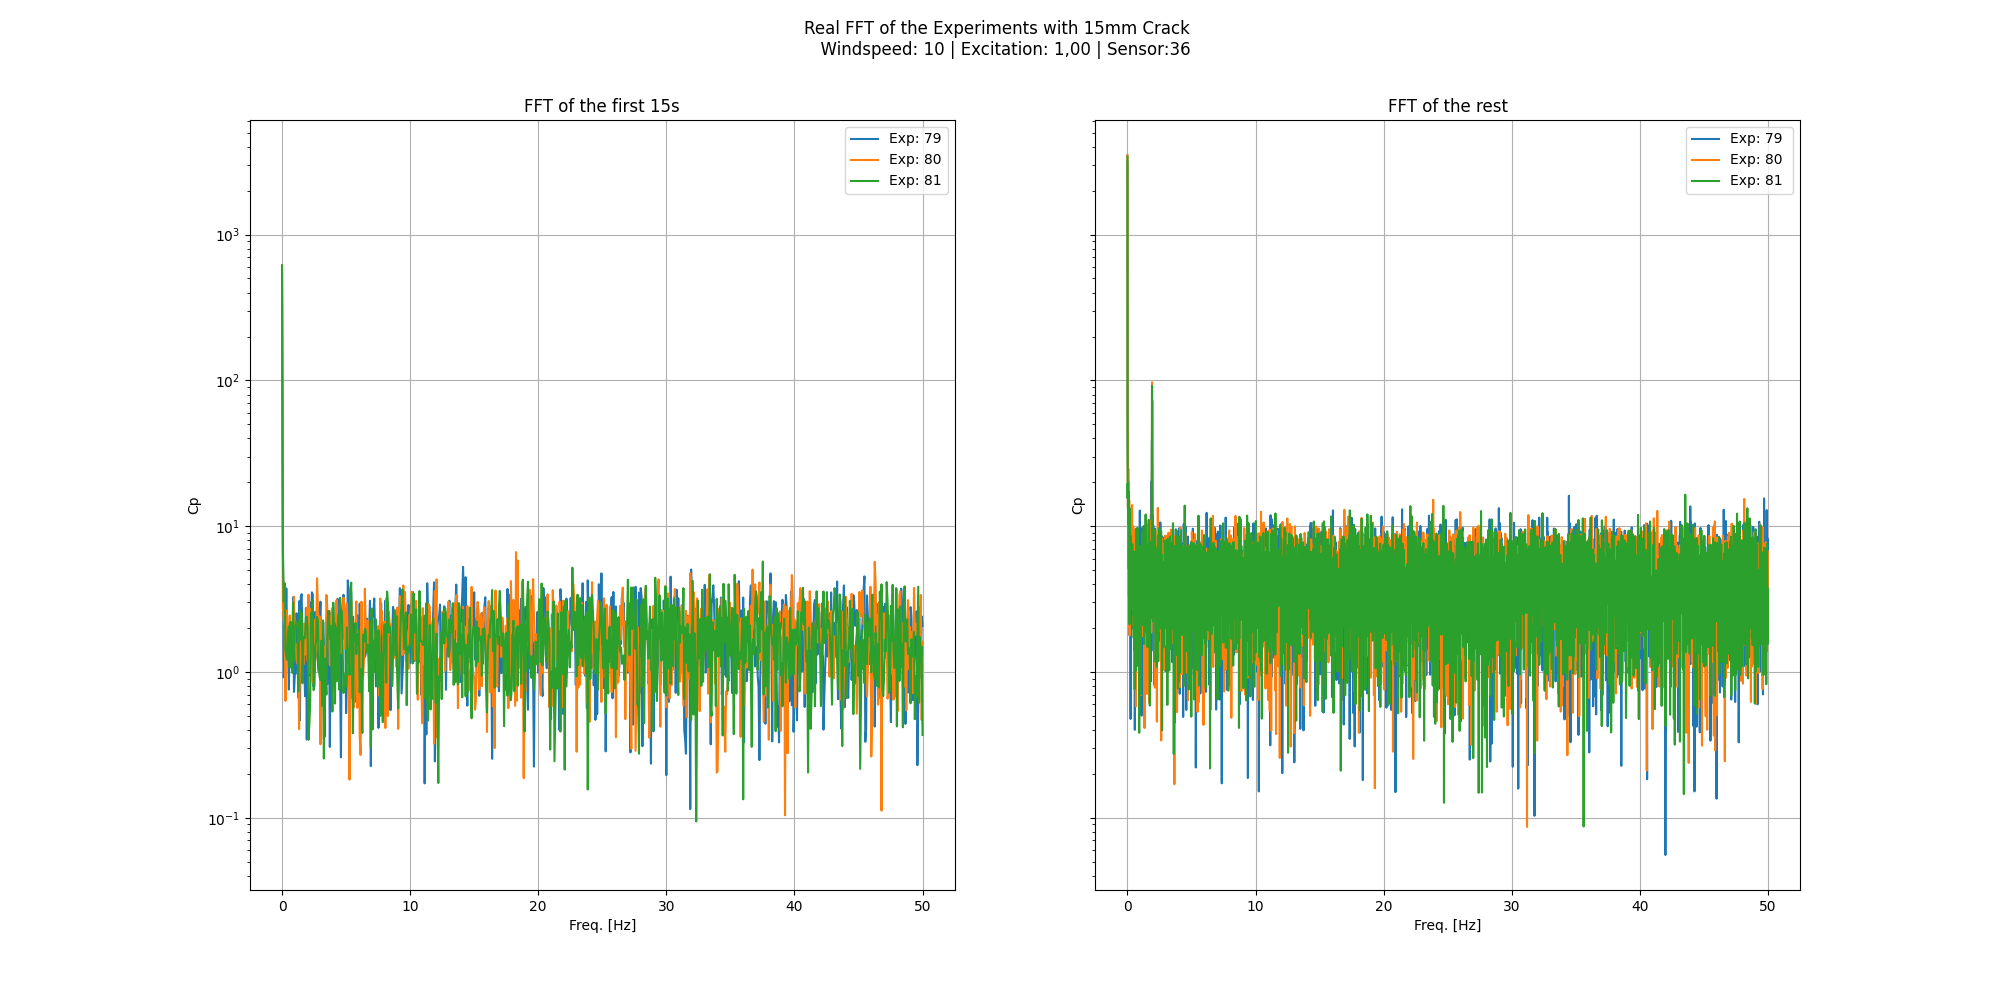 Real FFT of the Experiments with 15mm Crack
Windspeed: 10 | Excitation: 1,00 | Sensor:36
FFT of the first 15s
Exp: 79
Exp: 80
Exp: 81
10³
10²
10¹
10⁰
10⁻¹
Cp
0 10 20 30 40 50
Freq. [Hz]
FFT of the rest
Exp: 79
Exp: 80
Exp: 81
Cp
0 10 20 30 40 50
Freq. [Hz]